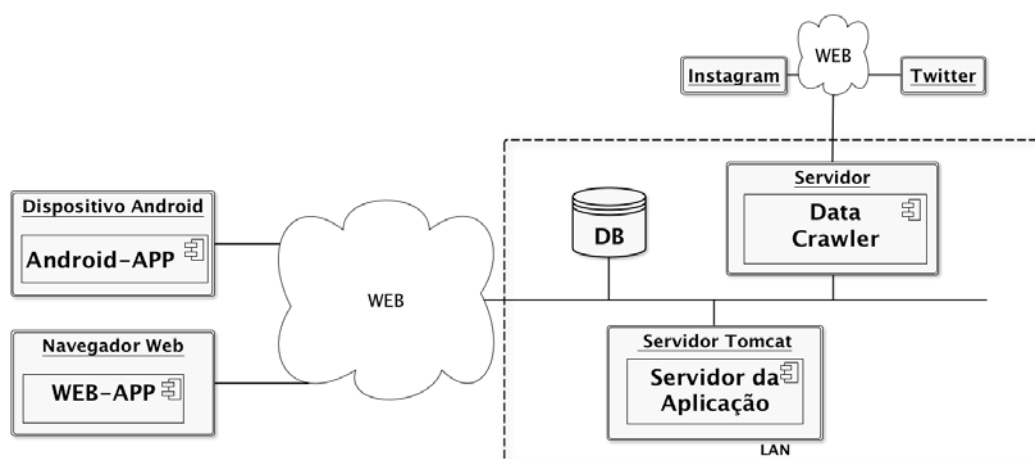 WEB
Instagram
Twitter
Servidor
Data
Crawler
Dispositivo Android
Android-APP
DB
WEB
Navegador Web
WEB-APP
Servidor Tomcat
Servidor da
Aplicação
LAN